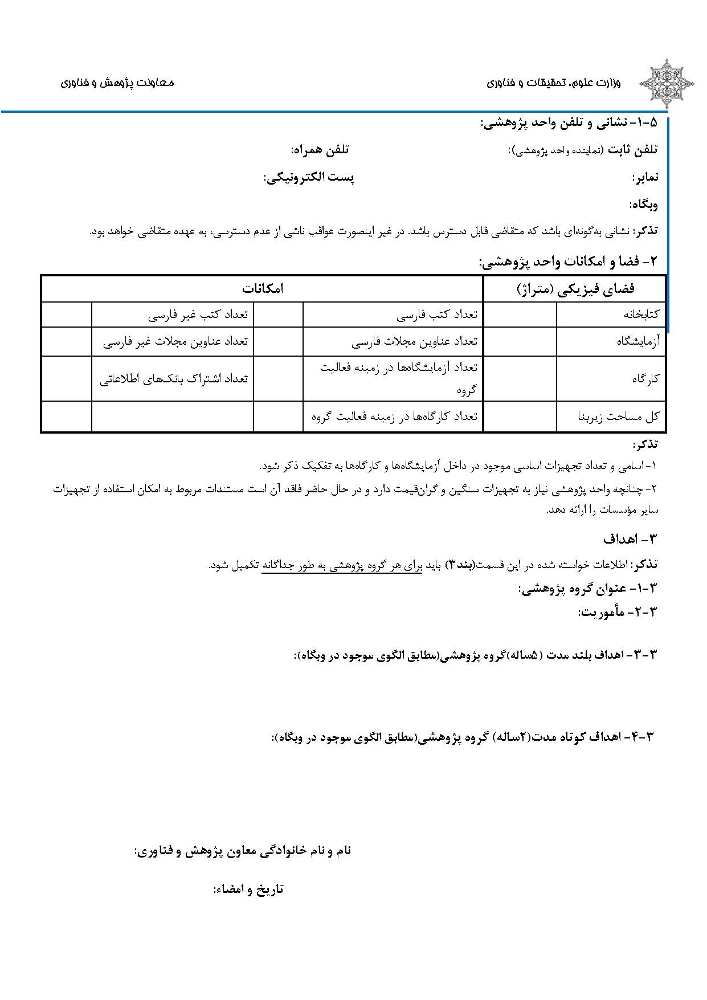 وزارت علوم، تحقیقات و فناوری
معاونت پژوهش و فناوری
۵-۱- نشانی و تلفن واحد پژوهشی:
تلفن ثابت (نماینده واحد پژوهشی): تلفن همراه:
نمابر: پست الکترونیکی:
وبگاه:
تذکر: نشانی به‌گونه‌ای باشد که متقاضی قابل دسترس باشد. در غیر اینصورت عواقب ناشی از عدم دسترسی، به عهده متقاضی خواهد بود.
۲- فضا و امکانات واحد پژوهشی:
فضای فیزیکی (متراژ) امکانات
کتابخانه تعداد کتب فارسی تعداد کتب غیر فارسی
آزمایشگاه تعداد عناوین مجلات فارسی تعداد عناوین مجلات غیر فارسی
کارگاه تعداد آزمایشگاه‌ها در زمینه فعالیت گروه تعداد اشتراک بانک‌های اطلاعاتی
کل مساحت زیربنا تعداد کارگاه‌ها در زمینه فعالیت گروه
تذکر:
۱- اسامی و تعداد تجهیزات اساسی موجود در داخل آزمایشگاه‌ها و کارگاه‌ها به تفکیک ذکر شود.
۲- چنانچه واحد پژوهشی نیاز به تجهیزات سنگین و گران‌قیمت دارد و در حال حاضر فاقد آن است مستندات مربوط به امکان استفاده از تجهیزات
سایر مؤسسات را ارائه دهد.
۳- اهداف
تذکر: اطلاعات خواسته شده در این قسمت(بند۳) باید برای هر گروه پژوهشی به طور جداگانه تکمیل شود.
۳-۱- عنوان گروه پژوهشی:
۳-۲- مأموریت:
۳-۳- اهداف بلند مدت (۵ساله)گروه پژوهشی(مطابق الگوی موجود در وبگاه):
۳-۴- اهداف کوتاه مدت(۲ساله) گروه پژوهشی(مطابق الگوی موجود در وبگاه):
نام و نام خانوادگی معاون پژوهش و فناوری:
تاریخ و امضاء: